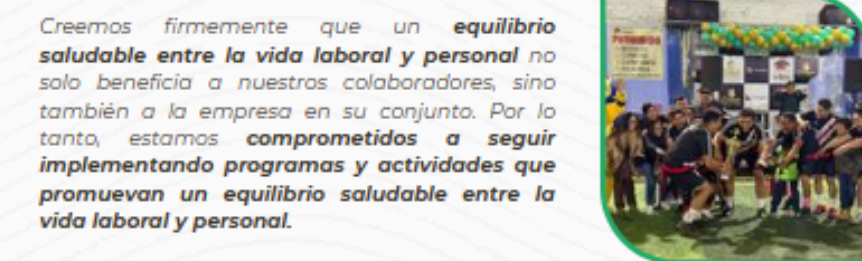 Creemos firmemente que un equilibrio
saludable entre la vida laboral y personal no
solo beneficia a nuestros colaboradores, sino
también a la empresa en su conjunto. Por lo
tanto, estamos comprometidos a seguir
implementando programas y actividades que
promuevan un equilibrio saludable entre la
vida laboral y personal.